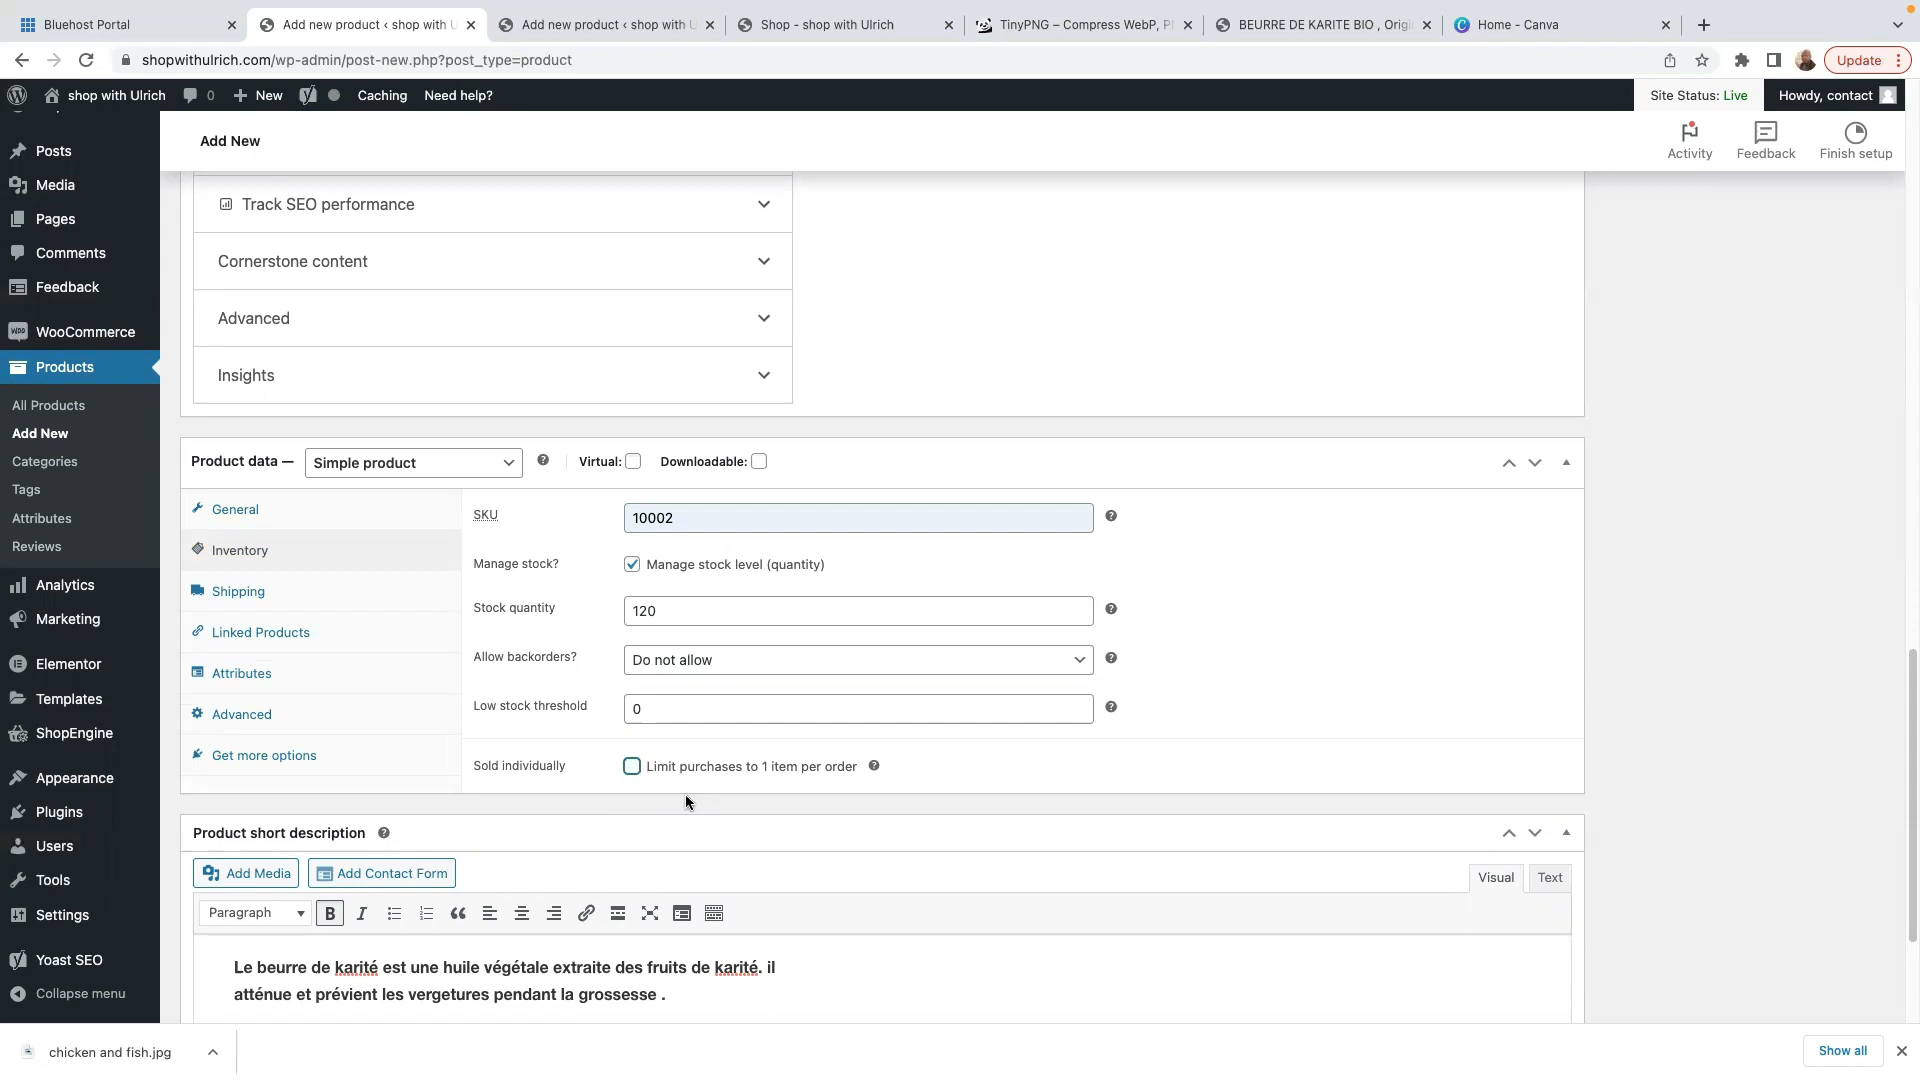 Bluehost Portal
Add new product ‹ shop with U
Add new product ‹ shop with U
Shop - shop with Ulrich
TinyPNG – Compress WebP, P
BEURRE DE KARITE BIO , Orig
Home - Canva
shopwithulrich.com/wp-admin/post-new.php?post_type=product
Update
shop with Ulrich
0
New
Caching
Need help?
Site Status: Live
Howdy, contact
Posts
Media
Pages
Comments
Feedback
WooCommerce
Products
All Products
Add New
Categories
Tags
Attributes
Reviews
Analytics
Marketing
Elementor
Templates
ShopEngine
Appearance
Plugins
Users
Tools
Settings
Yoast SEO
Collapse menu
Add New
Activity
Feedback
Finish setup
Track SEO performance
Cornerstone content
Advanced
Insights
Product data —
Simple product
Virtual:
Downloadable:
General
Inventory
Shipping
Linked Products
Attributes
Advanced
Get more options
SKU
10002
Manage stock?
Manage stock level (quantity)
Stock quantity
120
Allow backorders?
Do not allow
Low stock threshold
0
Sold individually
Limit purchases to 1 item per order
Product short description
Add Media
Add Contact Form
Visual
Text
Paragraph
B
I
Le beurre de karité est une huile végétale extraite des fruits de karité. il
atténue et prévient les vergetures pendant la grossesse .
chicken and fish.jpg
Show all